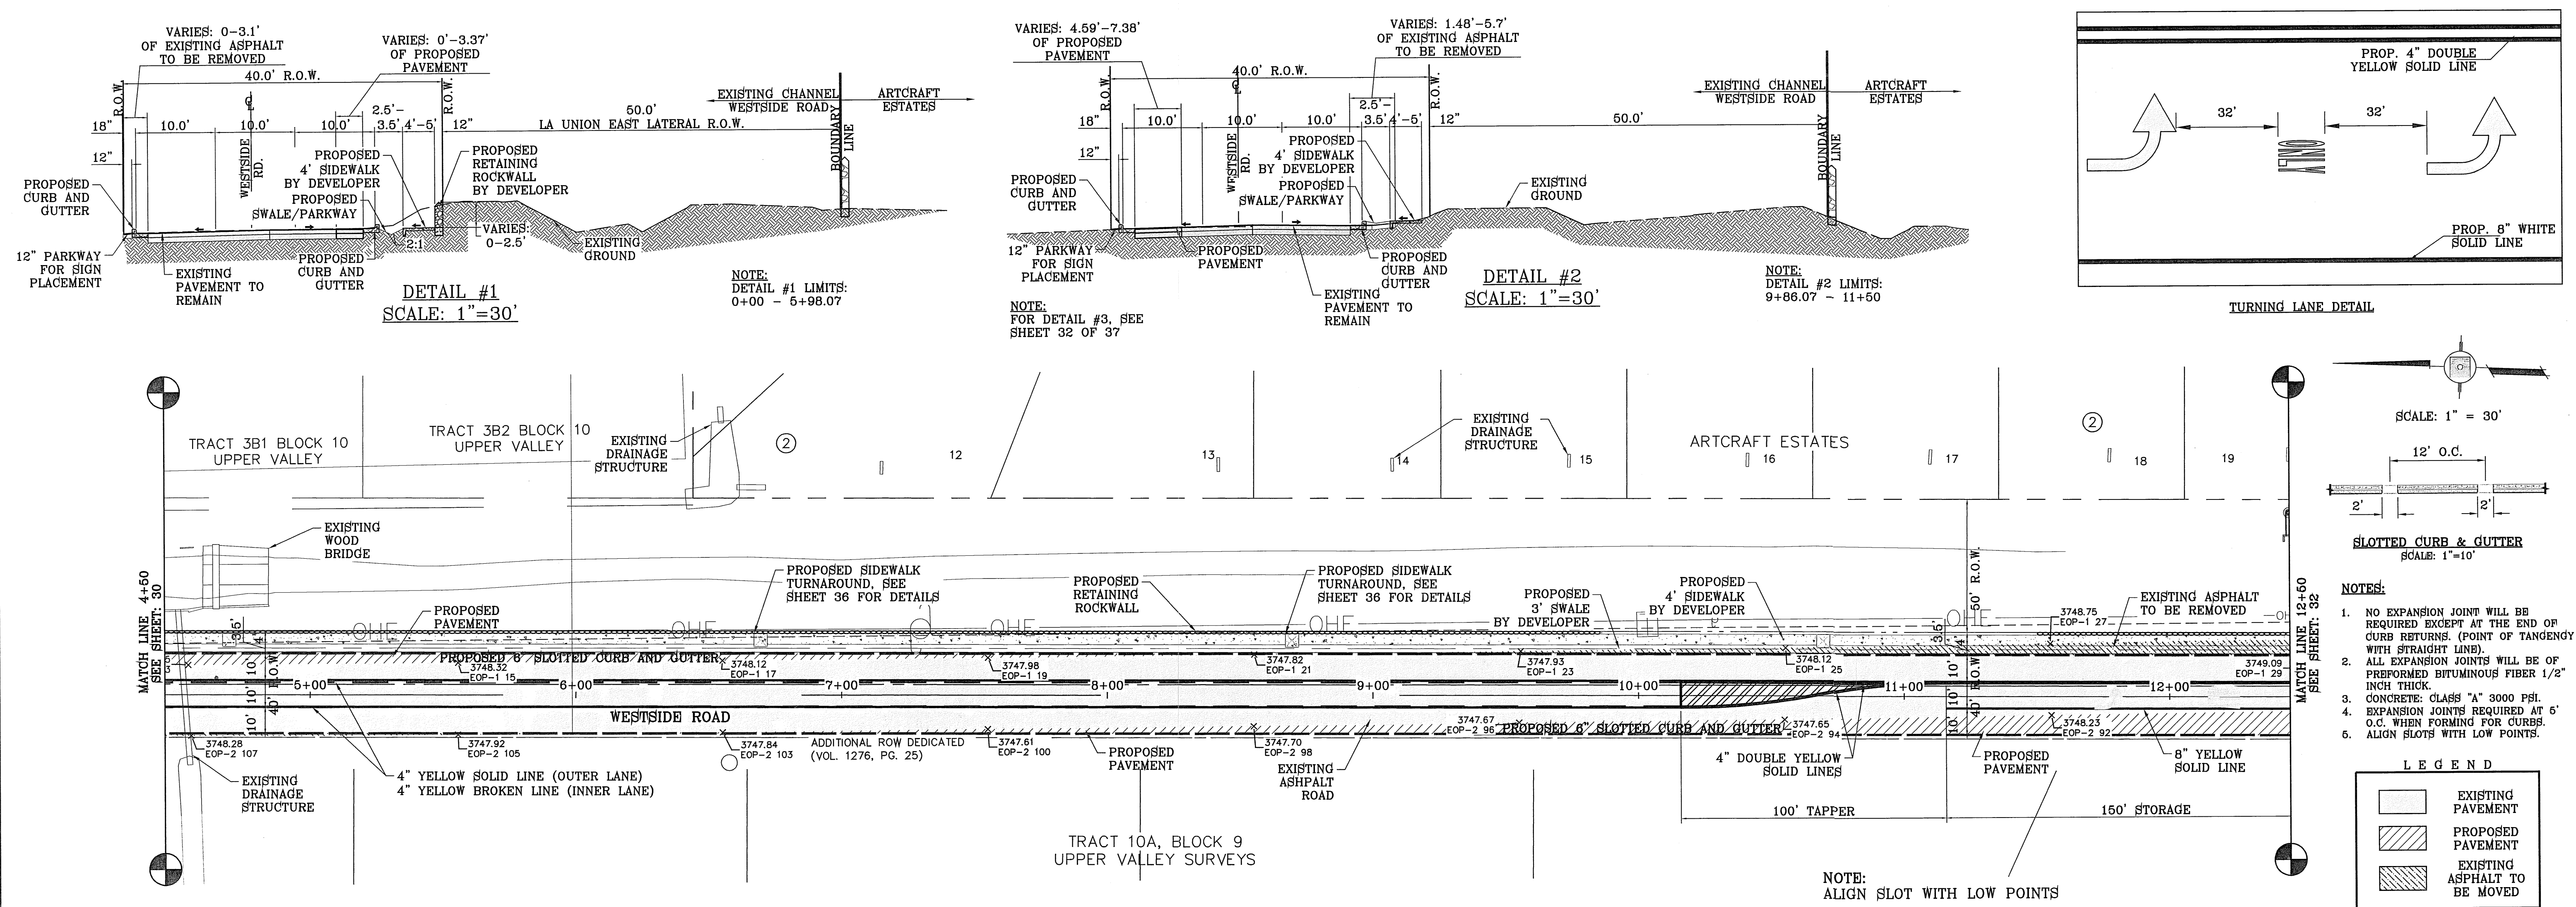 VARIES: 0-3.1'
OF EXISTING ASPHALT
TO BE REMOVED
VARIES: 0'-3.37'
OF PROPOSED
PAVEMENT
40.0' R.O.W.
R.O.W.
R.O.W.
EXISTING CHANNEL
WESTSIDE ROAD
ARTCRAFT
ESTATES
50.0'
LA UNION EAST LATERAL R.O.W.
18"
10.0'
10.0'
10.0'
2.5'-
3.5'
4'-5'
12"
12"
WESTSIDE
RD.
BOUNDARY
LINE
PROPOSED
CURB AND
GUTTER
PROPOSED
4' SIDEWALK
BY DEVELOPER
PROPOSED
SWALE/PARKWAY
PROPOSED
RETAINING
ROCKWALL
BY DEVELOPER
VARIES:
0-2.5'
2:1
EXISTING
GROUND
12" PARKWAY
FOR SIGN
PLACEMENT
EXISTING
PAVEMENT TO
REMAIN
PROPOSED
CURB AND
GUTTER
DETAIL #1
SCALE: 1"=30'
NOTE:
DETAIL #1 LIMITS:
0+00 - 5+98.07
VARIES: 4.59'-7.38'
OF PROPOSED
PAVEMENT
VARIES: 1.48'-5.7'
OF EXISTING ASPHALT
TO BE REMOVED
40.0' R.O.W.
R.O.W.
R.O.W.
EXISTING CHANNEL
WESTSIDE ROAD
ARTCRAFT
ESTATES
18"
10.0'
10.0'
10.0'
2.5'-
3.5'
4'-5'
12"
50.0'
12"
WESTSIDE
RD.
BOUNDARY
LINE
PROPOSED
CURB AND
GUTTER
PROPOSED
4' SIDEWALK
BY DEVELOPER
PROPOSED
SWALE/PARKWAY
EXISTING
GROUND
12" PARKWAY
FOR SIGN
PLACEMENT
PROPOSED
PAVEMENT
PROPOSED
CURB AND
GUTTER
EXISTING
PAVEMENT TO
REMAIN
DETAIL #2
SCALE: 1"=30'
NOTE:
FOR DETAIL #3, SEE
SHEET 32 OF 37
NOTE:
DETAIL #2 LIMITS:
9+86.07 - 11+50
PROP. 4" DOUBLE
YELLOW SOLID LINE
32'
ONLY
32'
PROP. 8" WHITE
SOLID LINE
TURNING LANE DETAIL
SCALE: 1" = 30'
12' O.C.
2'
2'
SLOTTED CURB & GUTTER
SCALE: 1"=10'
NOTES:
1. NO EXPANSION JOINT WILL BE
REQUIRED EXCEPT AT THE END OF
CURB RETURNS. (POINT OF TANGENCY
WITH STRAIGHT LINE).
2. ALL EXPANSION JOINTS WILL BE OF
PREFORMED BITUMINOUS FIBER 1/2"
INCH THICK.
3. CONCRETE: CLASS "A" 3000 PSI.
4. EXPANSION JOINTS REQUIRED AT 5'
O.C. WHEN FORMING FOR CURBS.
5. ALIGN SLOTS WITH LOW POINTS.
LEGEND
EXISTING
PAVEMENT
PROPOSED
PAVEMENT
EXISTING
ASPHALT TO
BE MOVED
TRACT 3B1 BLOCK 10
UPPER VALLEY
TRACT 3B2 BLOCK 10
UPPER VALLEY
EXISTING
DRAINAGE
STRUCTURE
2
12
13
14
EXISTING
DRAINAGE
STRUCTURE
15
ARTCRAFT ESTATES
16
17
2
18
19
EXISTING
WOOD
BRIDGE
MATCH LINE 4+50
SEE SHEET: 30
PROPOSED
PAVEMENT
PROPOSED SIDEWALK
TURNAROUND, SEE
SHEET 36 FOR DETAILS
PROPOSED
RETAINING
ROCKWALL
PROPOSED SIDEWALK
TURNAROUND, SEE
SHEET 36 FOR DETAILS
PROPOSED
3' SWALE
BY DEVELOPER
PROPOSED
4' SIDEWALK
BY DEVELOPER
50' R.O.W.
3748.75
EOP-1 27
EXISTING ASPHALT
TO BE REMOVED
MATCH LINE 12+50
SEE SHEET: 32
OHE
OHE
OHE
OHE
OHE
3.5'
4'
3.5'
4'
PROPOSED 6" SLOTTED CURB AND GUTTER
3748.32
EOP-1 15
3748.12
EOP-1 17
3747.98
EOP-1 19
3747.82
EOP-1 21
3747.93
EOP-1 23
3748.12
EOP-1 25
3749.09
EOP-1 29
5+00
6+00
7+00
8+00
9+00
10+00
11+00
12+00
10' 10' 10'
40' R.O.W.
10' 10' 10'
40' R.O.W.
WESTSIDE ROAD
PROPOSED 6" SLOTTED CURB AND GUTTER
3748.28
EOP-2 107
3747.92
EOP-2 105
3747.84
EOP-2 103
ADDITIONAL ROW DEDICATED
(VOL. 1276, PG. 25)
3747.61
EOP-2 100
3747.70
EOP-2 98
3747.67
EOP-2 96
3747.65
EOP-2 94
3748.23
EOP-2 92
EXISTING
DRAINAGE
STRUCTURE
4" YELLOW SOLID LINE (OUTER LANE)
4" YELLOW BROKEN LINE (INNER LANE)
PROPOSED
PAVEMENT
EXISTING
ASHPALT
ROAD
4" DOUBLE YELLOW
SOLID LINES
PROPOSED
PAVEMENT
8" YELLOW
SOLID LINE
100' TAPPER
150' STORAGE
TRACT 10A, BLOCK 9
UPPER VALLEY SURVEYS
NOTE:
ALIGN SLOT WITH LOW POINTS